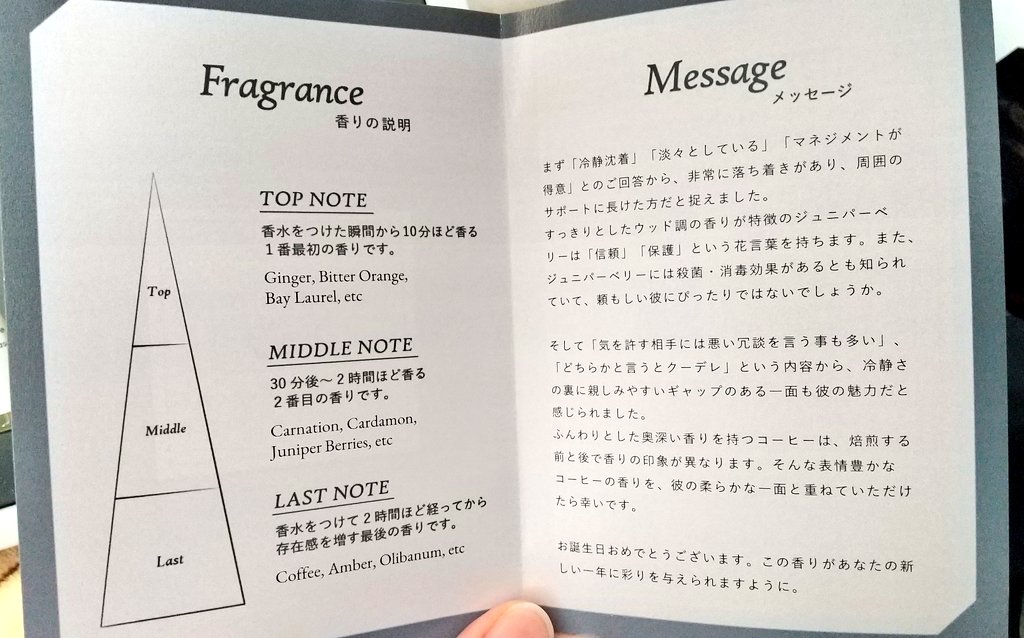 Fragrance
香りの説明
TOP NOTE
香水をつけた瞬間から10分ほど香る
1番最初の香りです。
Ginger, Bitter Orange,
Bay Laurel, etc
MIDDLE NOTE
30分後～2時間ほど香る
2番目の香りです。
Carnation, Cardamon,
Juniper Berries, etc
LAST NOTE
香水をつけて2時間ほど経ってから
存在感を増す最後の香りです。
Coffee, Amber, Olibanum, etc
Top
Middle
Last
Message
メッセージ
まず「冷静沈着」「淡々としている」「マネジメントが
得意」とのご回答から、非常に落ち着きがあり、周囲の
サポートに長けた方だと捉えました。
すっきりとしたウッド調の香りが特徴のジュニパーベ
リーは「信頼」「保護」という花言葉を持ちます。また、
ジュニパーベリーには殺菌・消毒効果があるとも知られ
ていて、頼もしい彼にぴったりではないでしょうか。
そして「気を許す相手には悪い冗談を言う事も多い」、
「どちらかと言うとクーデレ」という内容から、冷静さ
の裏に親しみやすいギャップのある一面も彼の魅力だと
感じられました。
ふんわりとした奥深い香りを持つコーヒーは、焙煎する
前と後で香りの印象が異なります。そんな表情豊かな
コーヒーの香りを、彼の柔らかな一面と重ねていただけ
たら幸いです。
お誕生日おめでとうございます。この香りがあなたの新
しい一年に彩りを与えられますように。